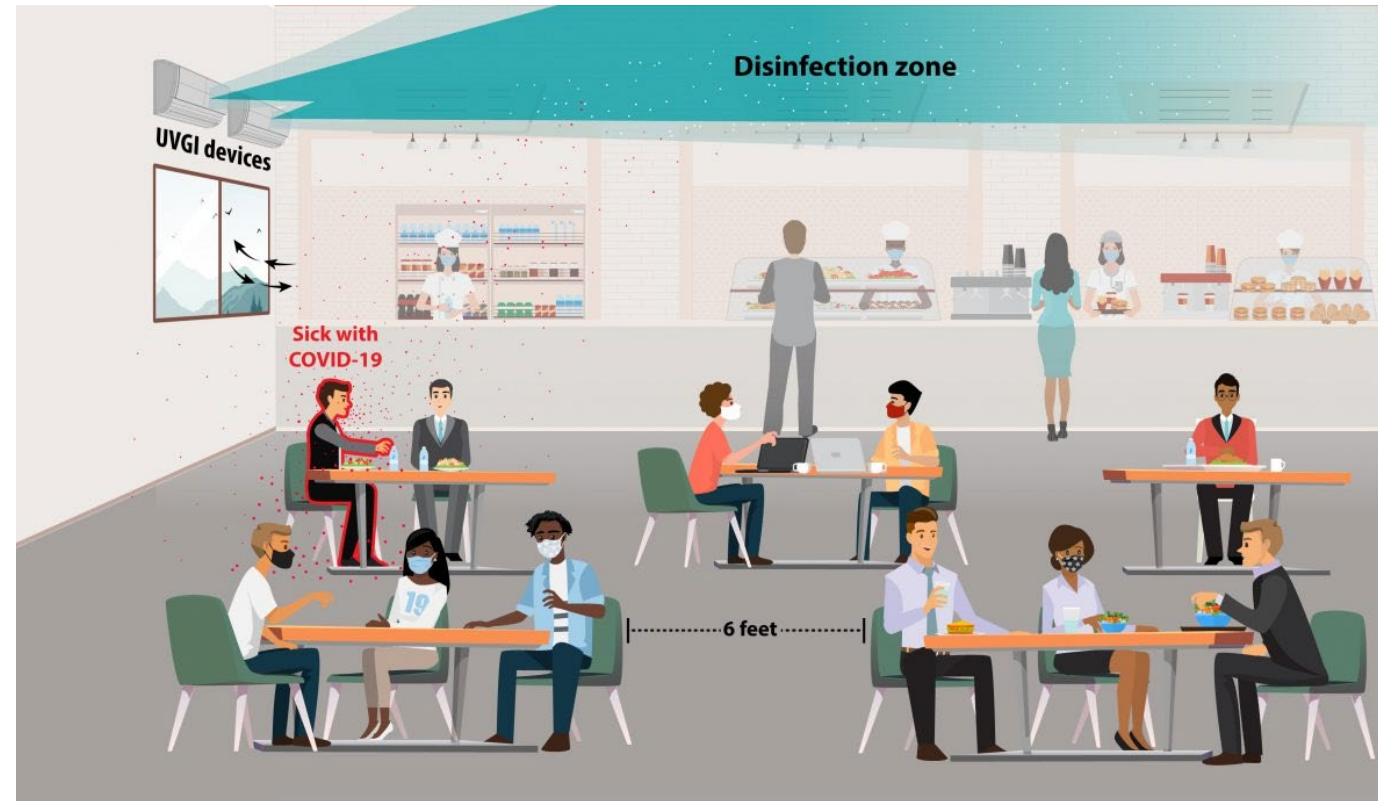 Disinfection zone
UVGI devices
Sick with
COVID-19
19
6 feet